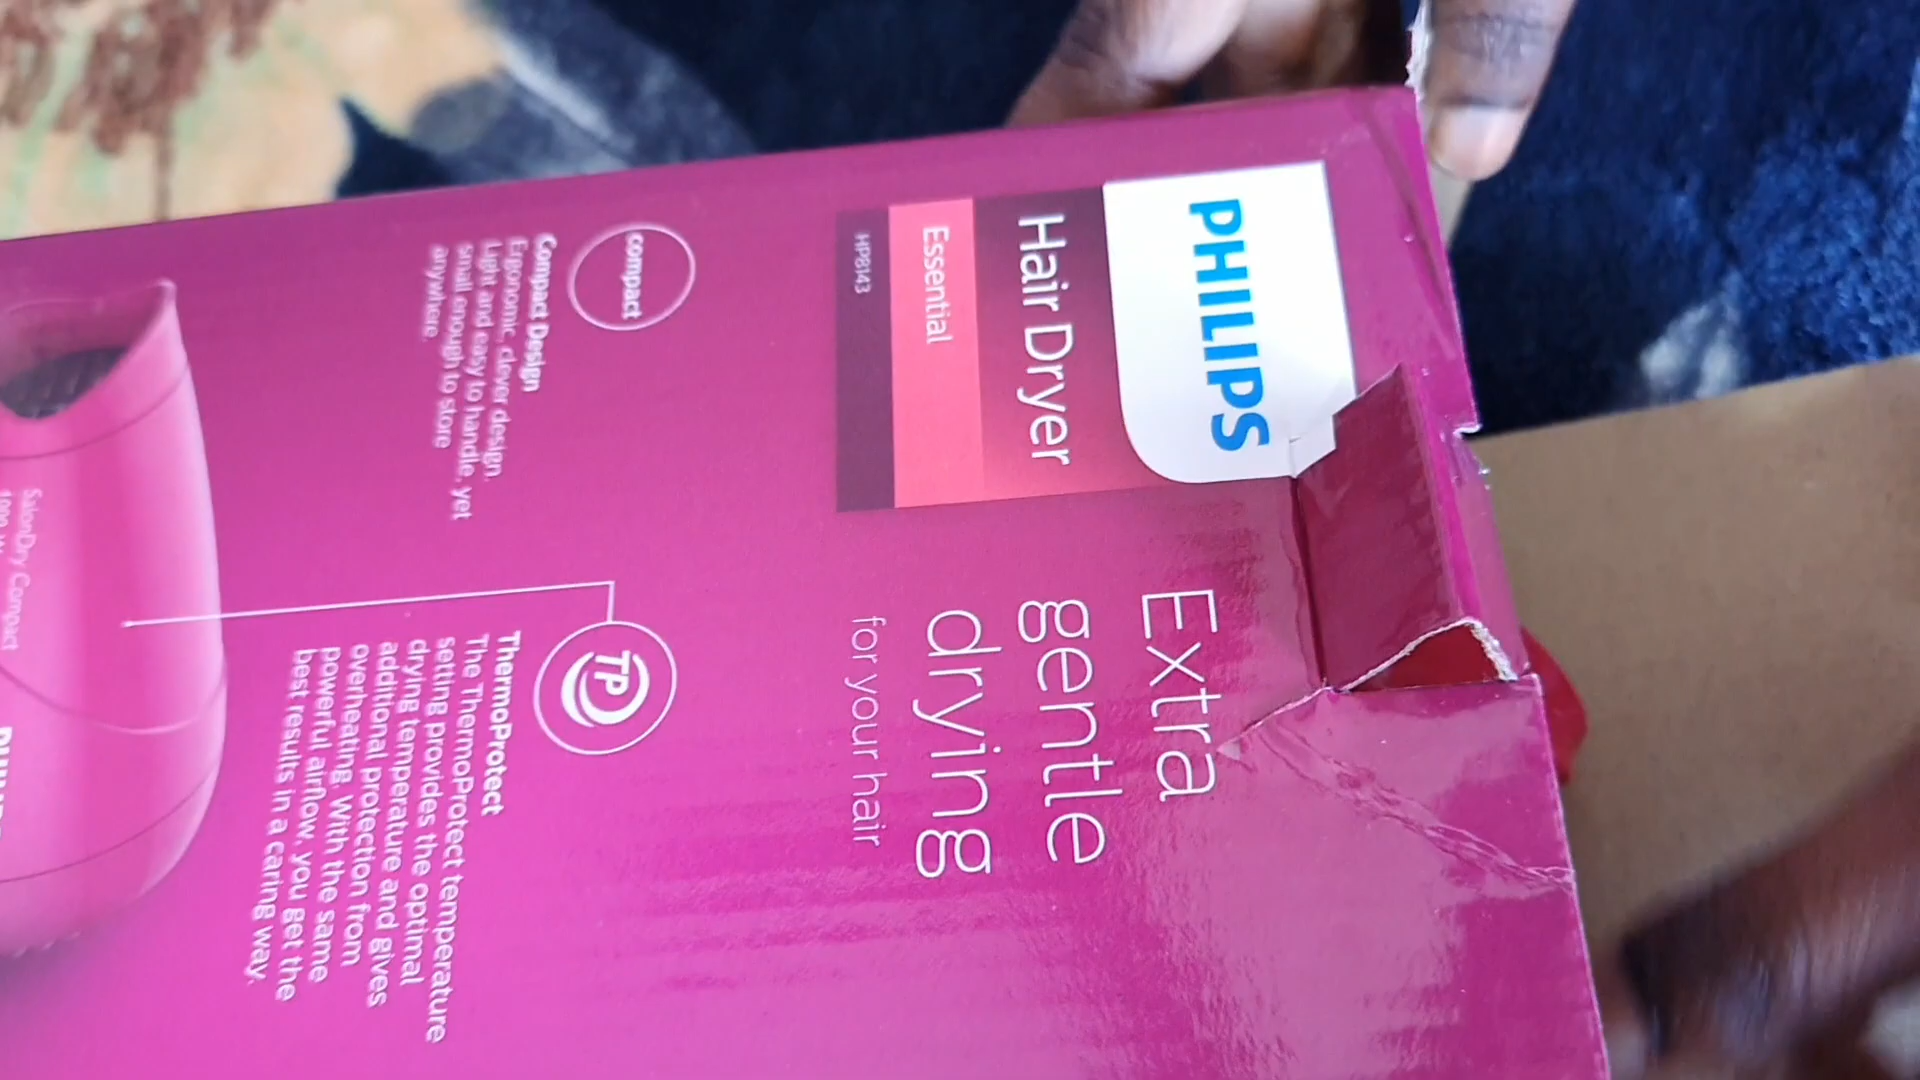 PHILIPS
Hair Dryer
Essential
HP8143
Extra
gentle
drying
for your hair
compact
Compact Design
Ergonomic, clever design.
Light and easy to handle, yet
small enough to store
anywhere.
TP
ThermoProtect
The ThermoProtect temperature
setting provides the optimal
drying temperature and gives
additional protection from
overheating. With the same
powerful airflow, you get the
best results in a caring way.
SalonDry Compact